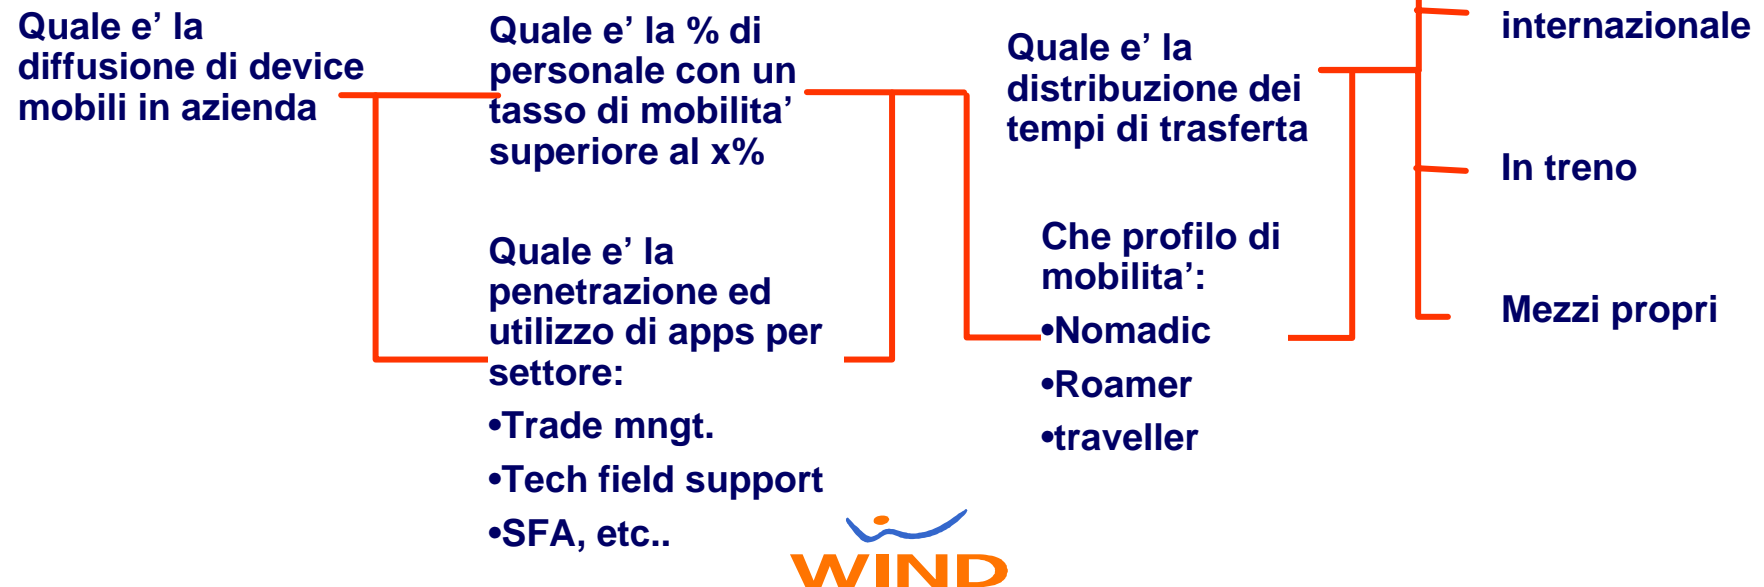 Quale e’ la
diffusione di device
mobili in azienda
Quale e’ la % di
personale con un
tasso di mobilita’
superiore al x%
Quale e’ la
penetrazione ed
utilizzo di apps per
settore:
•Trade mngt.
•Tech field support
•SFA, etc..
Quale e’ la
distribuzione dei
tempi di trasferta
Che profilo di
mobilita’:
•Nomadic
•Roamer
•traveller
internazionale
In treno
Mezzi propri
WIND